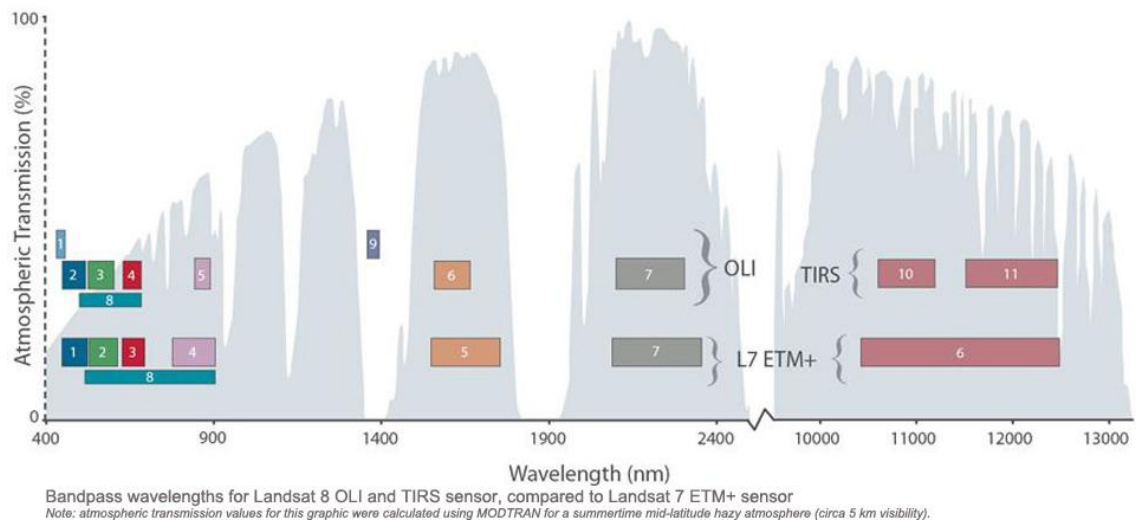 100
Atmospheric Transmission (%)
0
1
9
2 3 4 5 6 7 OLI TIRS 10 11
8
1 2 3 4 5 7 L7 ETM+ 6
8
400 900 1400 1900 2400 10000 11000 12000 13000
Wavelength (nm)
Bandpass wavelengths for Landsat 8 OLI and TIRS sensor, compared to Landsat 7 ETM+ sensor
Note: atmospheric transmission values for this graphic were calculated using MODTRAN for a summertime mid-latitude hazy atmosphere (circa 5 km visibility).